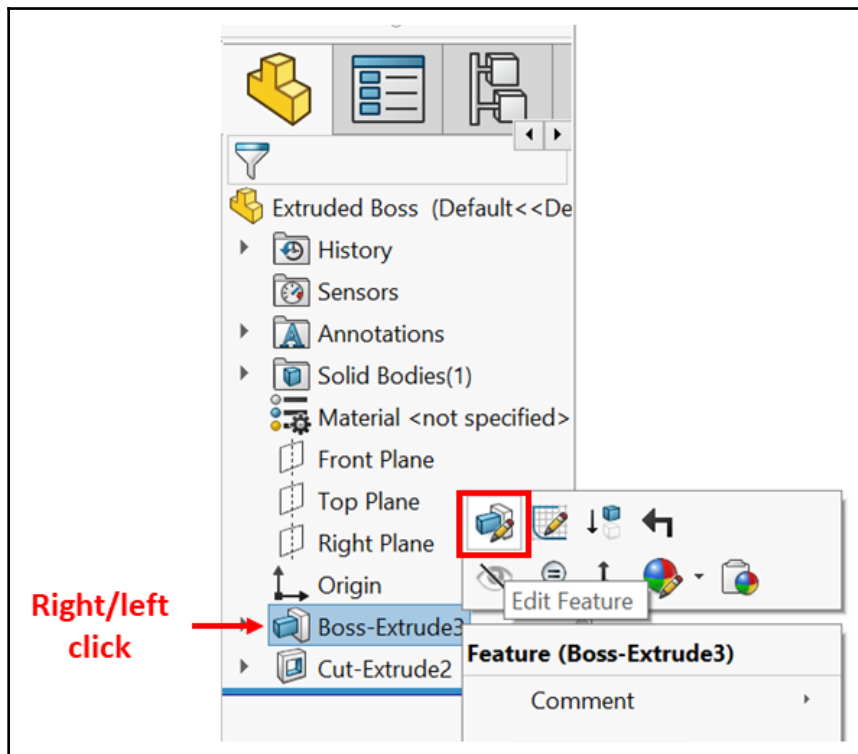 Extruded Boss (Default<<De
History
Sensors
Annotations
Solid Bodies(1)
Material <not specified>
Front Plane
Top Plane
Right Plane
Origin
Edit Feature
Right/left
click
Boss-Extrude3
Feature (Boss-Extrude3)
Cut-Extrude2
Comment